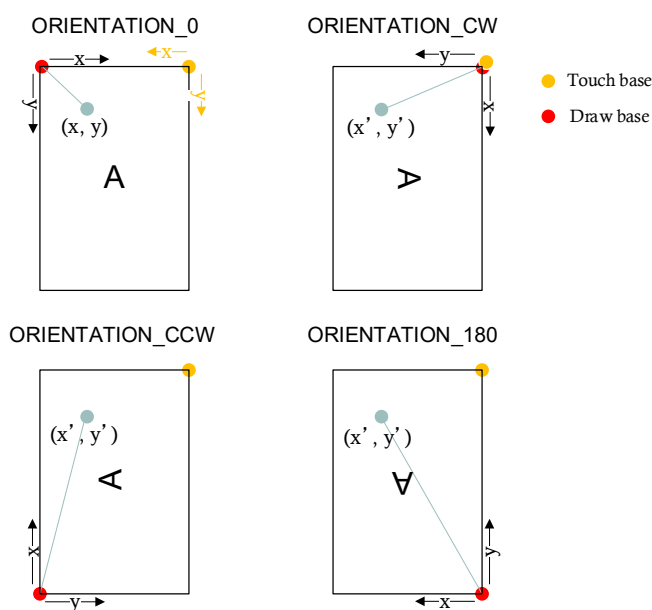 ORIENTATION_0
x
x
y
y
(x, y)
A
ORIENTATION_CW
y
x
(x’, y’)
A
Touch base
Draw base
ORIENTATION_CCW
(x’, y’)
A
x
y
ORIENTATION_180
(x’, y’)
A
y
x